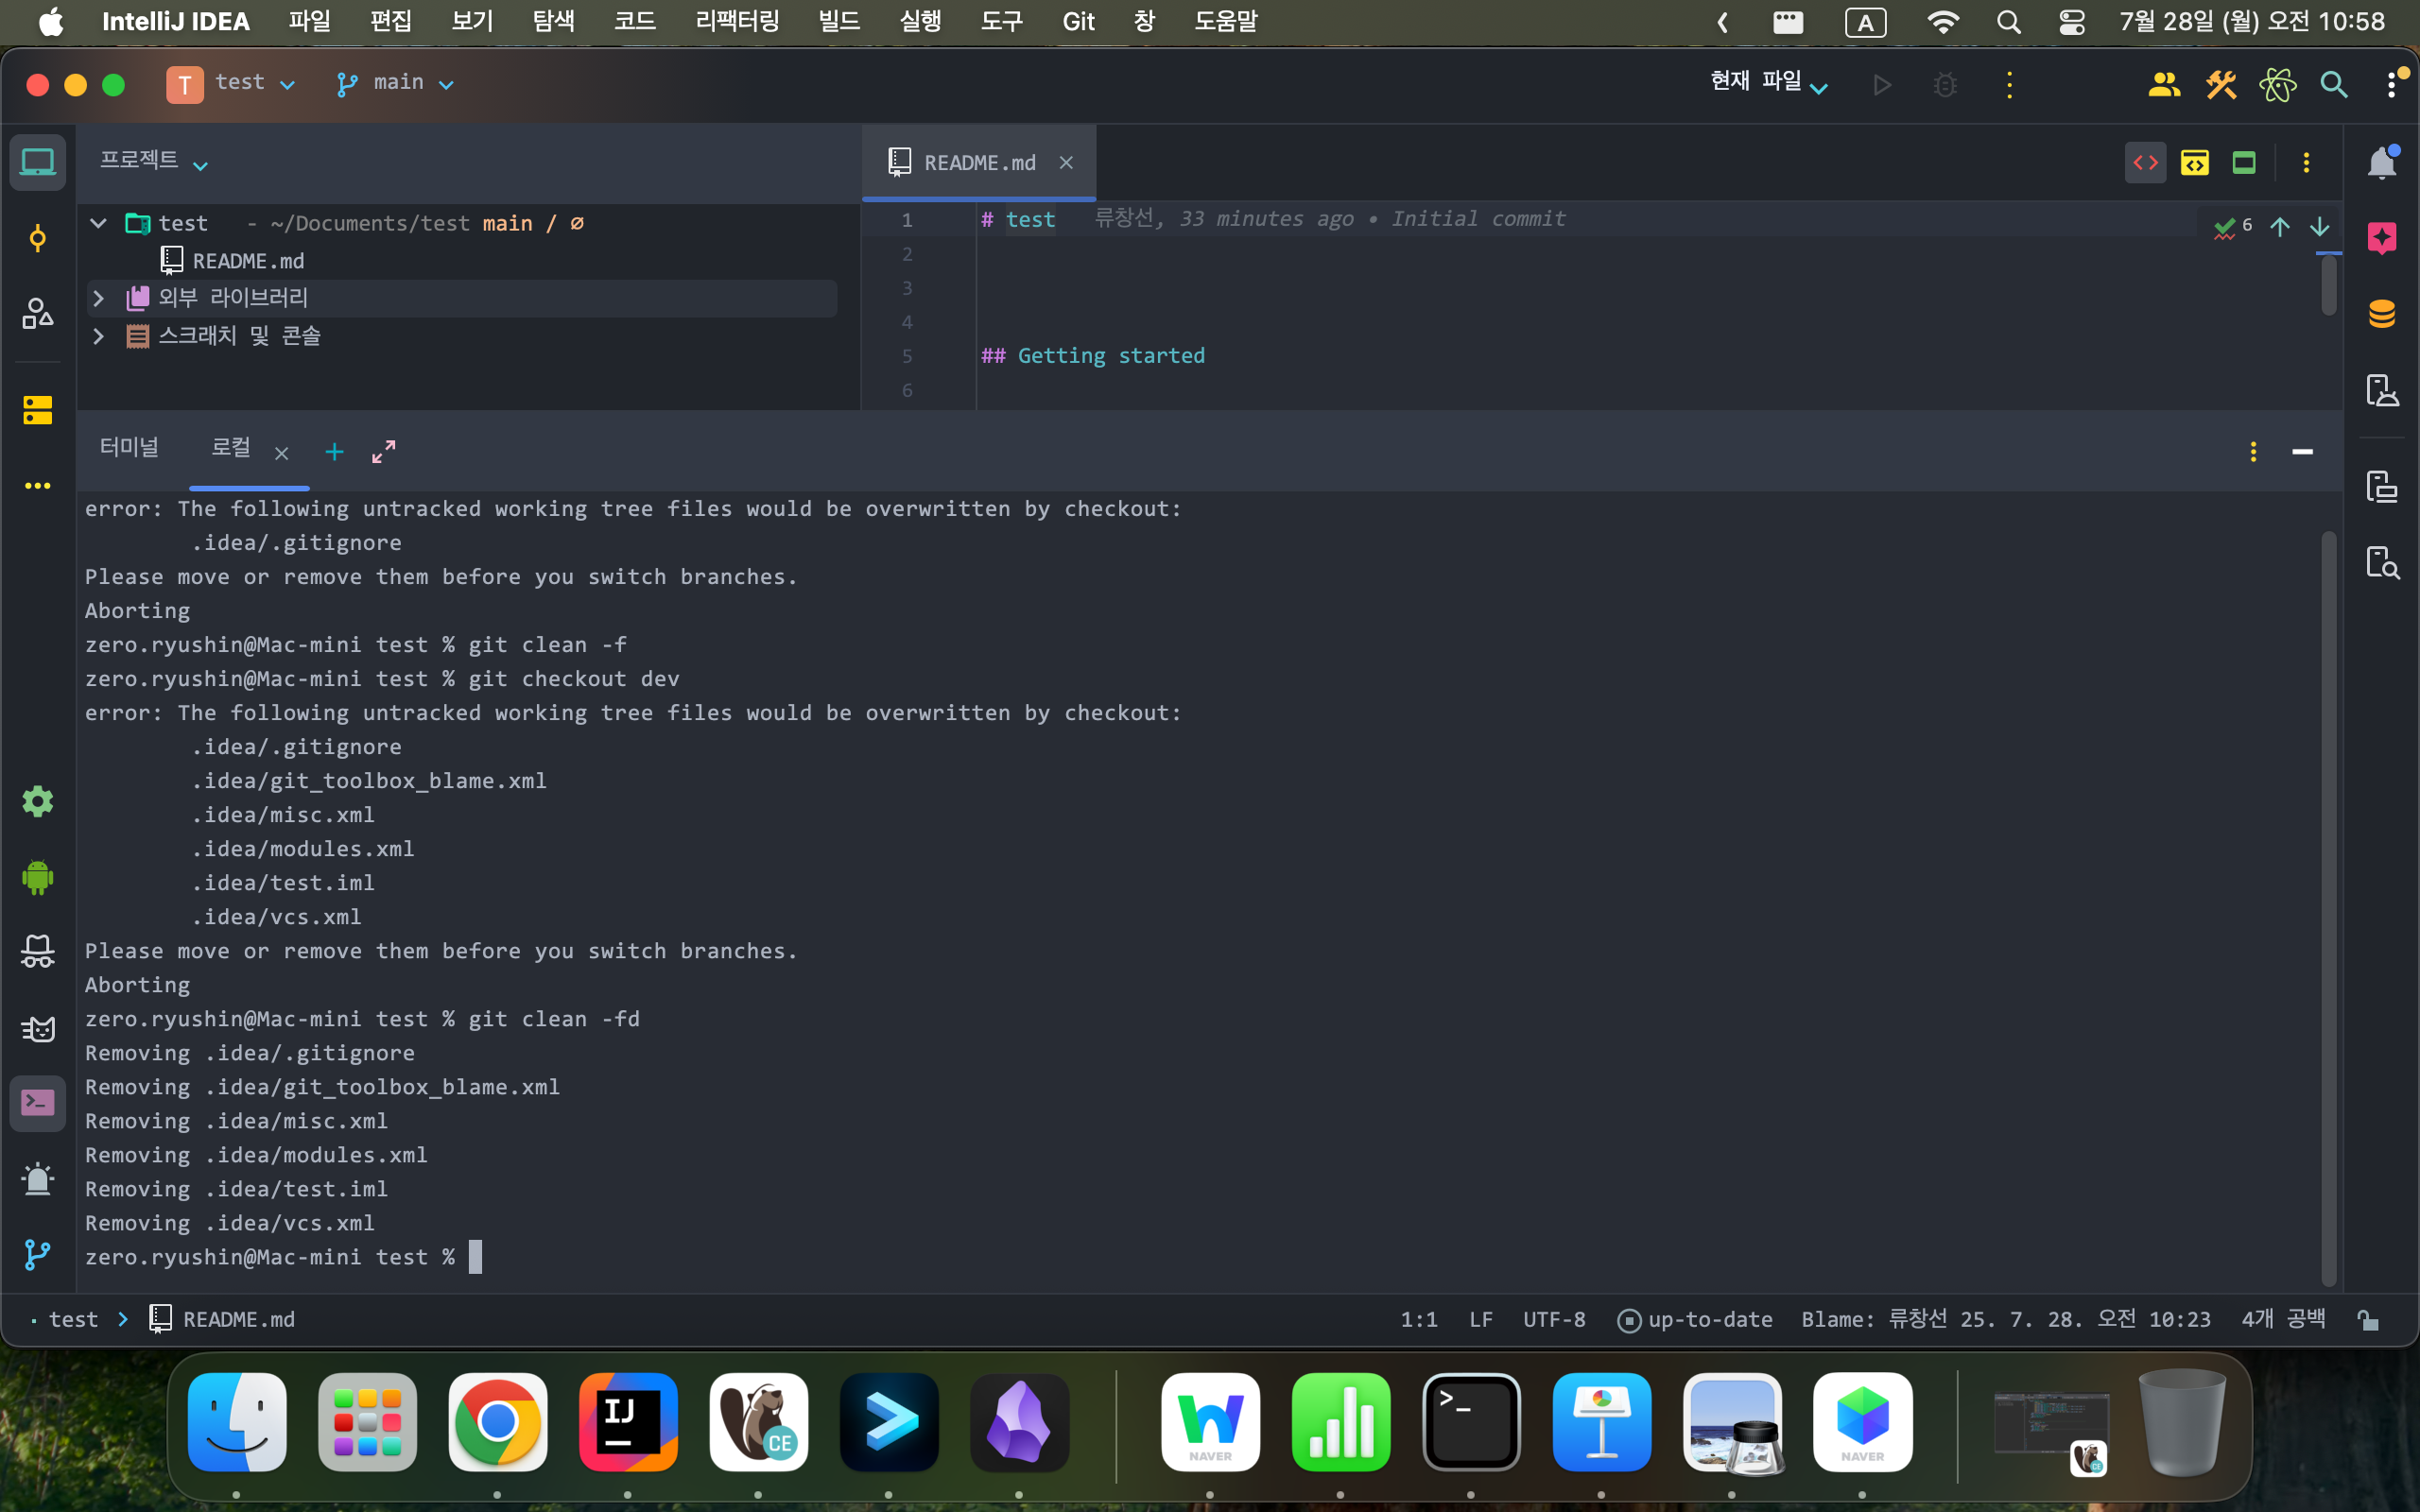 IntelliJ IDEA 파일 편집 보기 탐색 코드 리팩터링 빌드 실행 도구 Git 창 도움말 A 7월 28일 (월) 오전 10:58
T test main 현재 파일
프로젝트
README.md
test - ~/Documents/test main / ∅
README.md
외부 라이브러리
스크래치 및 콘솔
1 # test 류창선, 33 minutes ago • Initial commit 6
2
3
4
5 ## Getting started
6
터미널 로컬
error: The following untracked working tree files would be overwritten by checkout:
.idea/.gitignore
Please move or remove them before you switch branches.
Aborting
zero.ryushin@Mac-mini test % git clean -f
zero.ryushin@Mac-mini test % git checkout dev
error: The following untracked working tree files would be overwritten by checkout:
.idea/.gitignore
.idea/git_toolbox_blame.xml
.idea/misc.xml
.idea/modules.xml
.idea/test.iml
.idea/vcs.xml
Please move or remove them before you switch branches.
Aborting
zero.ryushin@Mac-mini test % git clean -fd
Removing .idea/.gitignore
Removing .idea/git_toolbox_blame.xml
Removing .idea/misc.xml
Removing .idea/modules.xml
Removing .idea/test.iml
Removing .idea/vcs.xml
zero.ryushin@Mac-mini test %
test > README.md 1:1 LF UTF-8 up-to-date Blame: 류창선 25. 7. 28. 오전 10:23 4개 공백
IJ CE W NAVER >_ NAVER CE